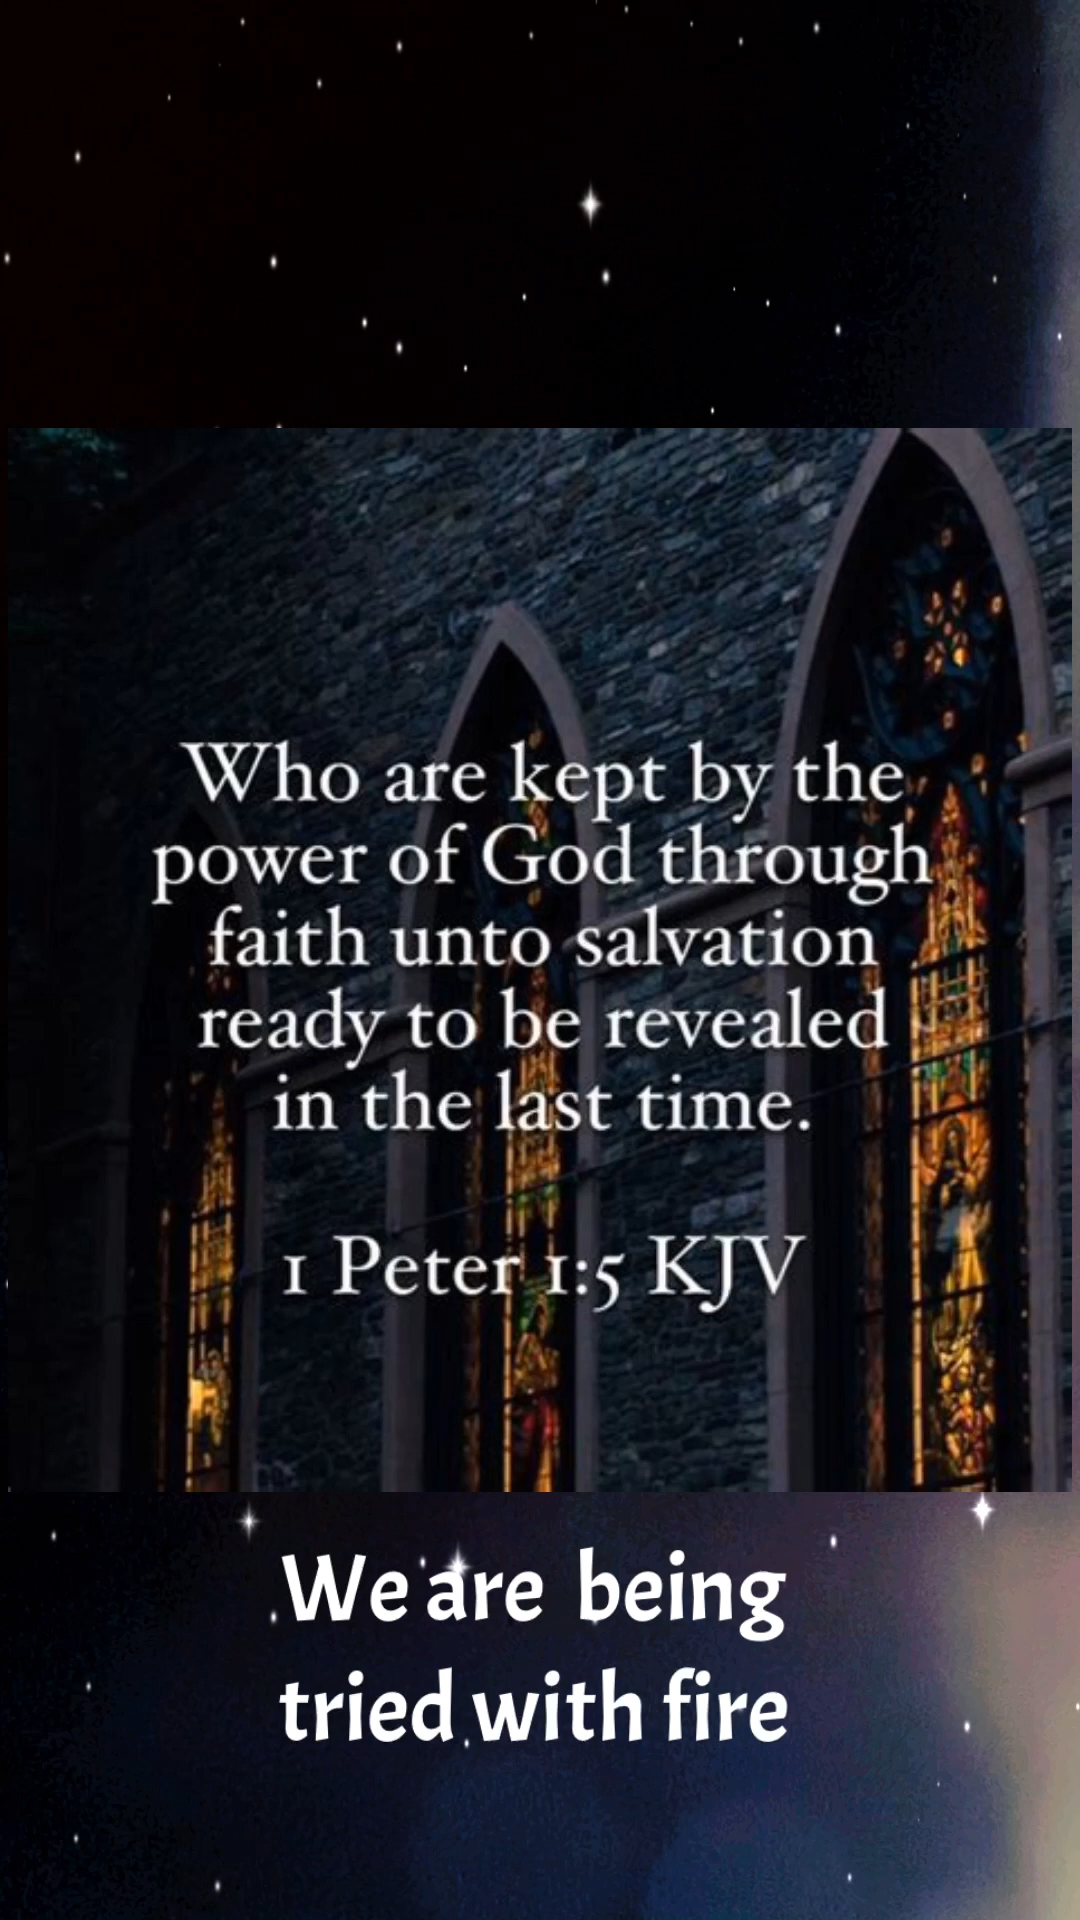 Who are kept by the
power of God through
faith unto salvation
ready to be revealed
in the last time.
1 Peter 1:5 KJV
We are being
tried with fire